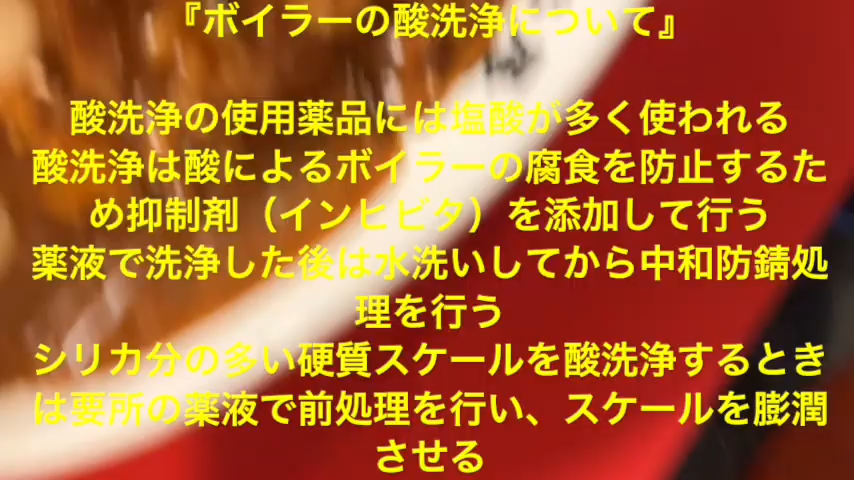 『ボイラーの酸洗浄について』
酸洗浄の使用薬品には塩酸が多く使われる
酸洗浄は酸によるボイラーの腐食を防止するた
め抑制剤（インヒビタ）を添加して行う
薬液で洗浄した後は水洗いしてから中和防錆処
理を行う
シリカ分の多い硬質スケールを酸洗浄するとき
は要所の薬液で前処理を行い、スケールを膨潤
させる